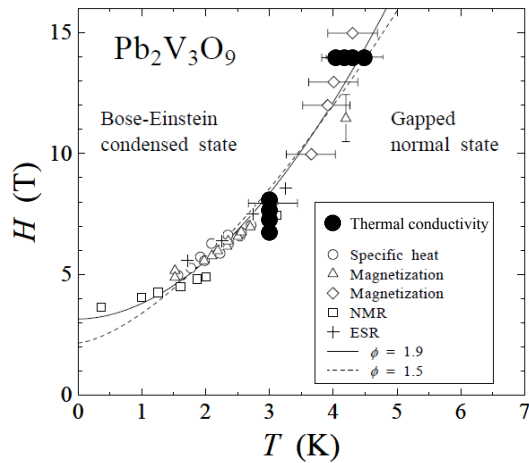 Pb2V3O9
Bose-Einstein
condensed state
Gapped
normal state
Thermal conductivity
Specific heat
Magnetization
Magnetization
NMR
ESR
ϕ = 1.9
ϕ = 1.5
15
10
5
0
H (T)
0 1 2 3 4 5 6 7
T (K)